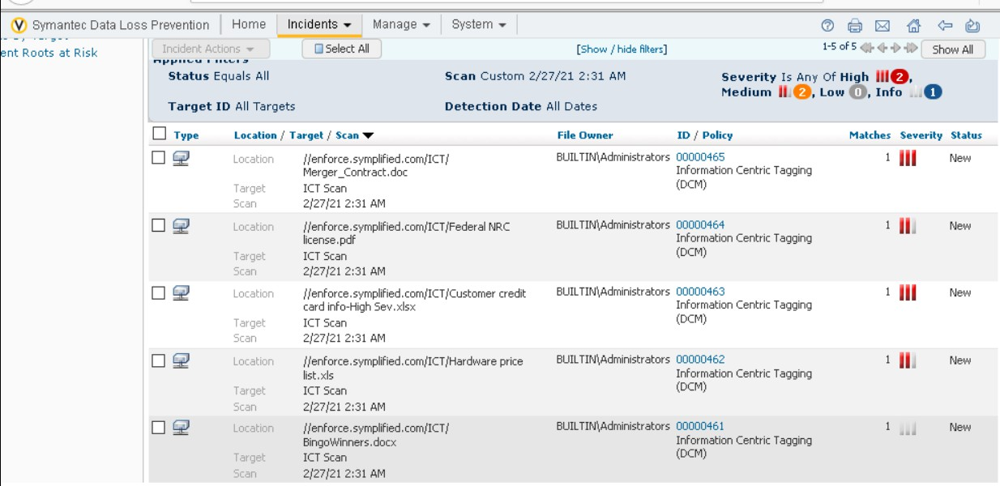 Symantec Data Loss Prevention Home Incidents Manage System
ent Roots at Risk
Incident Actions Select All [Show / hide filters] 1-5 of 5 Show All
Applied Filters
Status Equals All Scan Custom 2/27/21 2:31 AM Severity Is Any Of High 2,
Medium 2, Low 0, Info 1
Target ID All Targets Detection Date All Dates
Type Location / Target / Scan File Owner ID / Policy Matches Severity Status
Location //enforce.symplified.com/ICT/ BUILTIN\Administrators 00000465 1 New
Merger_Contract.doc Information Centric Tagging
Target ICT Scan (DCM)
Scan 2/27/21 2:31 AM
Location //enforce.symplified.com/ICT/Federal NRC BUILTIN\Administrators 00000464 1 New
license.pdf Information Centric Tagging
Target ICT Scan (DCM)
Scan 2/27/21 2:31 AM
Location //enforce.symplified.com/ICT/Customer credit BUILTIN\Administrators 00000463 1 New
card info-High Sev.xlsx Information Centric Tagging
Target ICT Scan (DCM)
Scan 2/27/21 2:31 AM
Location //enforce.symplified.com/ICT/Hardware price BUILTIN\Administrators 00000462 1 New
list.xls Information Centric Tagging
Target ICT Scan (DCM)
Scan 2/27/21 2:31 AM
Location //enforce.symplified.com/ICT/ BUILTIN\Administrators 00000461 1 New
BingoWinners.docx Information Centric Tagging
Target ICT Scan (DCM)
Scan 2/27/21 2:31 AM